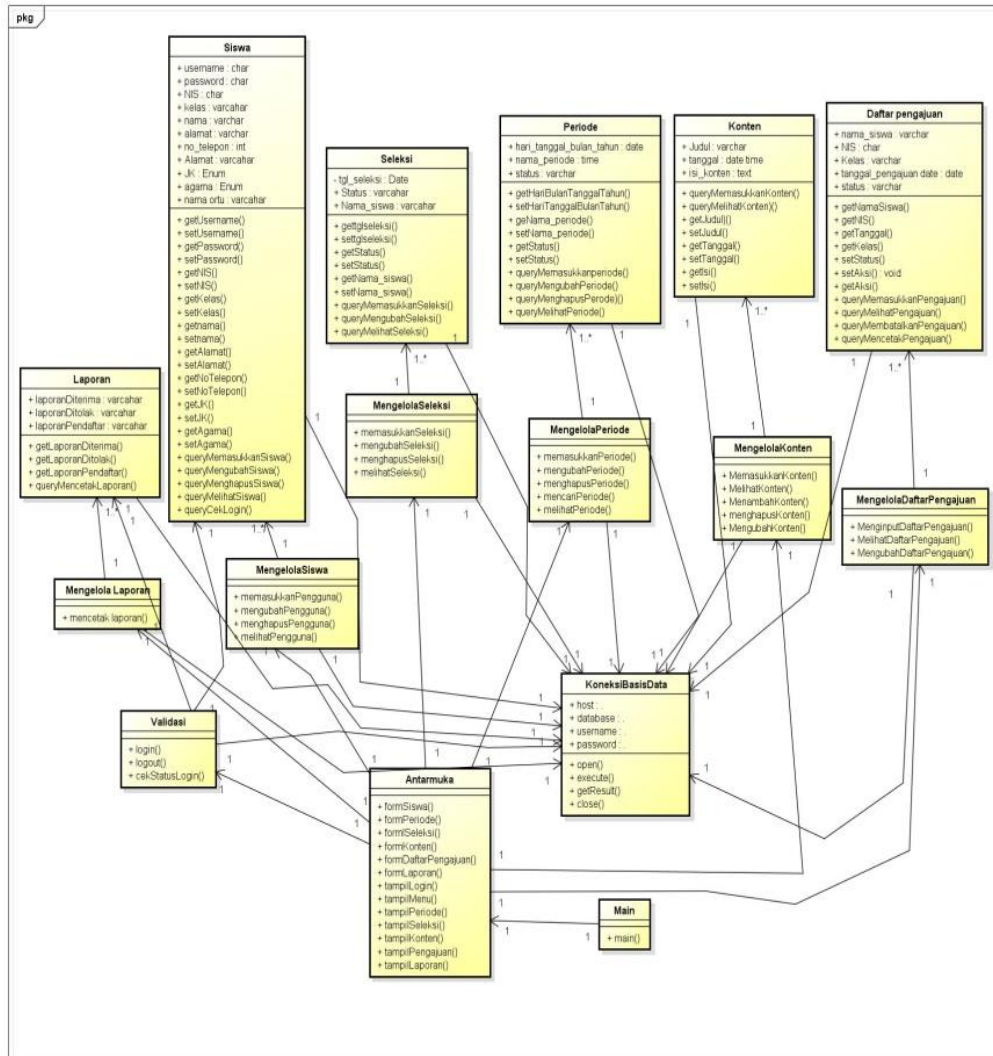 pkg
Siswa
+ username : char
+ password : char
+ NIS : char
+ kelas : varcahar
+ nama : varchar
+ alamat : varchar
+ no_telepon : int
+ Alamat : varcahar
+ JK : Enum
+ agama : Enum
+ nama ortu : varcahar
+ getUsername()
+ setUsername()
+ getPassword()
+ setPassword()
+ getNIS()
+ setNIS()
+ getKelas()
+ setKelas()
+ getnama()
+ setnama()
+ getAlamat()
+ setAlamat()
+ getNoTelepon()
+ setNoTelepon()
+ getJK()
+ setJK()
+ getAgama()
+ setAgama()
+ queryMemasukkanSiswa()
+ queryMengubahSiswa()
+ queryMenghapusSiswa()
+ queryMelihatSiswa()
+ queryCekLogin()
Seleksi
- tgl_seleksi : Date
+ Status : varcahar
+ Nama_siswa : varcahar
+ gettglseleksi()
+ settglseleksi()
+ getStatus()
+ setStatus()
+ getNama_siswa()
+ setNama_siswa()
+ queryMemasukkanSeleksi()
+ queryMengubahSeleksi()
+ queryMelihatSeleksi()
Periode
+ hari_tanggal_bulan_tahun : date
+ nama_periode : time
+ status : varchar
+ getHariBulanTanggalTahun()
+ setHariTanggalBulanTahun()
+ geNama_periode()
+ setNama_periode()
+ getStatus()
+ setStatus()
+ queryMemasukkanperiode()
+ queryMengubahPeriode()
+ queryMenghapusPerode()
+ queryMelihatPeriode()
Konten
+ Judul : varchar
+ tanggal : date time
+ isi_konten : text
+ queryMemasukkanKonten()
+ queryMelihatKonten()
+ getJudul()
+ setJudul()
+ getTanggal()
+ setTanggal()
+ getIsi()
+ setIsi()
Daftar pengajuan
+ nama_siswa : varchar
+ NIS : char
+ Kelas : varchar
+ tanggal_pengajuan date : date
+ status : varchar
+ getNamaSiswa()
+ getNIS()
+ getTanggal()
+ getKelas()
+ setStatus()
+ setAksi() : void
+ getAksi()
+ queryMemasukkanPengajuan()
+ queryMelihatPengajuan()
+ queryMembatalkanPengajuan()
+ queryMencetakPengajuan()
Laporan
+ laporanDiterima : varcahar
+ laporanDitolak : varcahar
+ laporanPendaftar : varcahar
+ getLaporanDiterima()
+ getLaporanDitolak()
+ getLaporanPendaftar()
+ queryMencetakLaporan()
MengelolaSeleksi
+ memasukkanSeleksi()
+ mengubahSeleksi()
+ menghapusSeleksi()
+ melihatSeleksi()
MengelolaPeriode
+ memasukkanPeriode()
+ mengubahPeriode()
+ menghapusPeriode()
+ mencariPeriode()
+ melihatPeriode()
MengelolaKonten
+ MemasukkanKonten()
+ MelihatKonten()
+ MenambahKonten()
+ menghapusKonten()
+ MengubahKonten()
MengelolaDaftarPengajuan
+ MenginputDaftarPengajuan()
+ MelihatDaftarPengajuan()
+ MengubahDaftarPengajuan()
Mengelola Laporan
+ mencetak laporan()
MengelolaSiswa
+ memasukkanPengguna()
+ mengubahPengguna()
+ menghapusPengguna()
+ melihatPengguna()
Validasi
+ login()
+ logout()
+ cekStatusLogin()
KoneksiBasisData
+ host : .
+ database : .
+ username : .
+ password : .
+ open()
+ execute()
+ getResult()
+ close()
Antarmuka
+ formSiswa()
+ formPeriode()
+ formlSeleksi()
+ formKonten()
+ formDaftarPengajuan()
+ formLaporan()
+ tampilLogin()
+ tampilMenu()
+ tampilPeriode()
+ tampilSeleksi()
+ tampilKonten()
+ tampilPengajuan()
+ tampilLaporan()
Main
+ main()